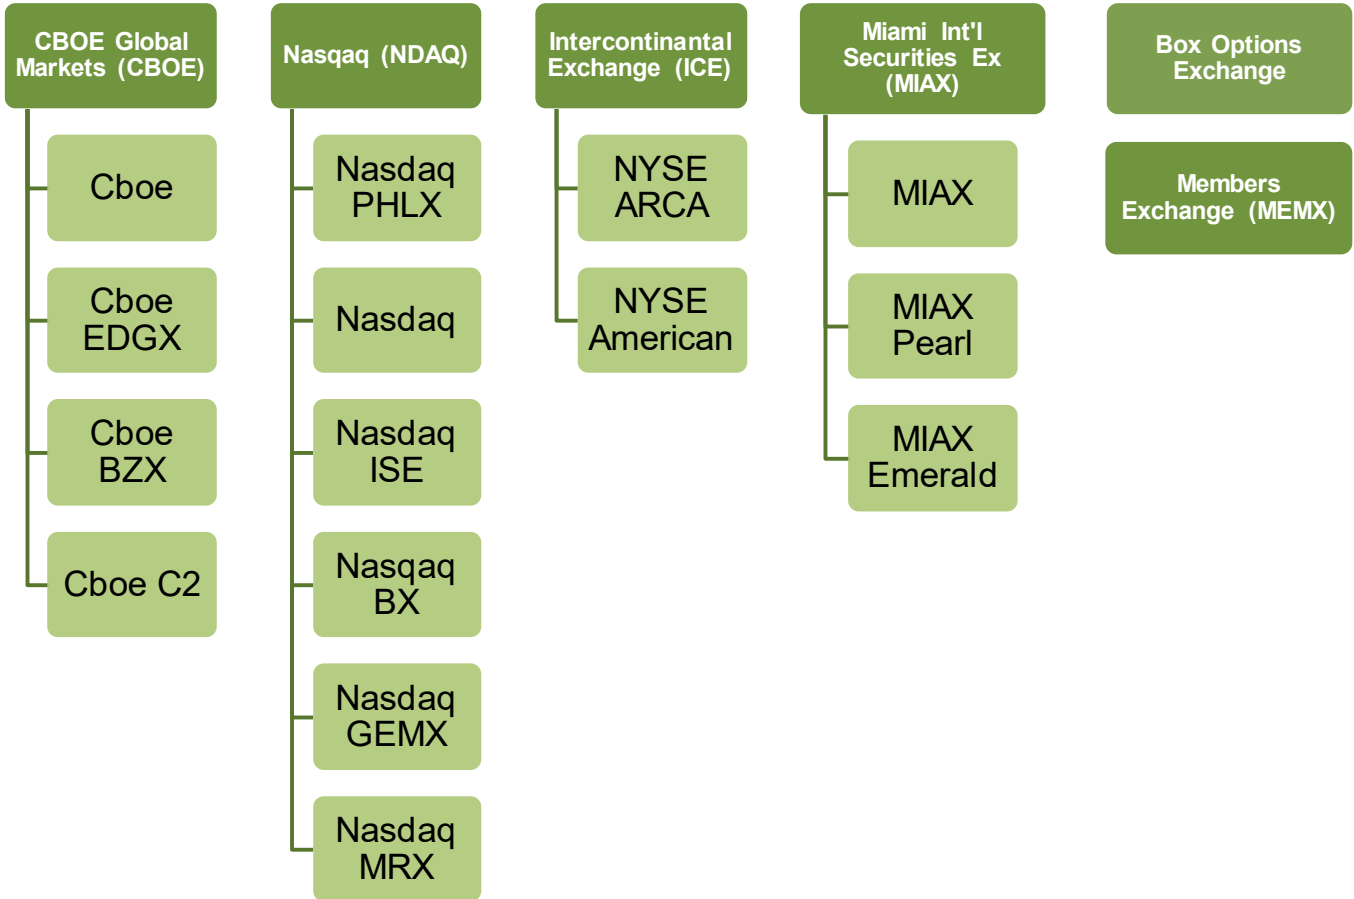 CBOE Global
Markets (CBOE)
Cboe
Cboe
EDGX
Cboe
BZX
Cboe C2
Nasqaq (NDAQ)
Nasdaq
PHLX
Nasdaq
Nasdaq
ISE
Nasqaq
BX
Nasdaq
GEMX
Nasdaq
MRX
Intercontinantal
Exchange (ICE)
NYSE
ARCA
NYSE
American
Miami Int'l
Securities Ex
(MIAX)
MIAX
MIAX
Pearl
MIAX
Emerald
Box Options
Exchange
Members
Exchange (MEMX)